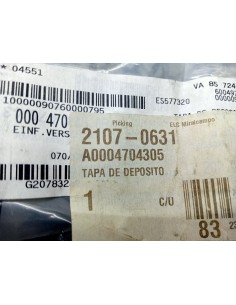 * 04551
10000090760000795
ES577320
VA 85 724
000 470
EINF.VERS
070/
G207832
Picking
2107-0631
A0004704305
TAPA DE DEPOSITO
1
C/U
83